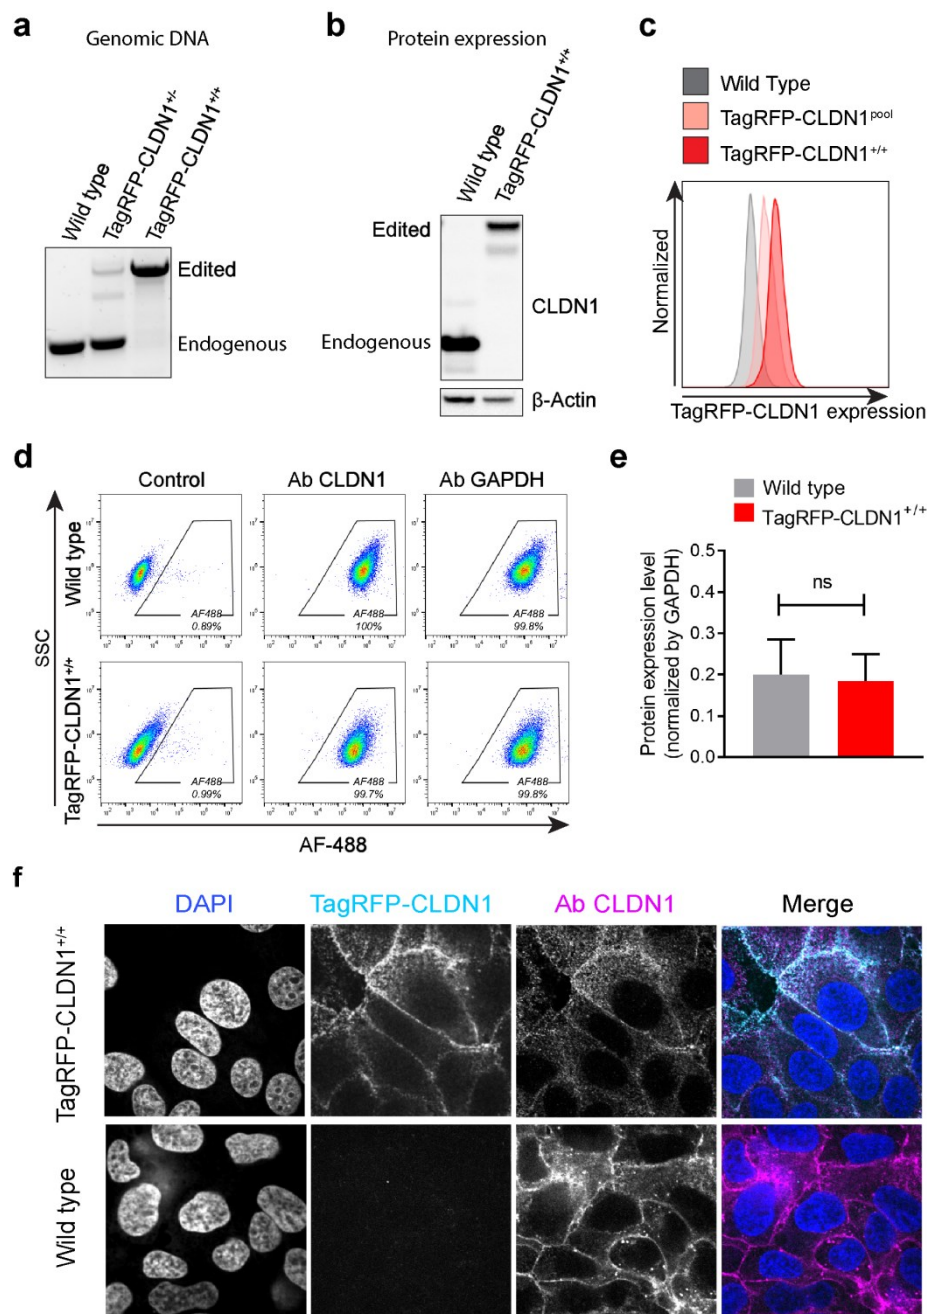 a
Genomic DNA
Wild type
TagRFP-CLDN1+/-
TagRFP-CLDN1+/+
Edited
Endogenous
b
Protein expression
Wild type
TagRFP-CLDN1+/+
Edited
CLDN1
Endogenous
β-Actin
c
Wild Type
TagRFP-CLDN1pool
TagRFP-CLDN1+/+
Normalized
TagRFP-CLDN1 expression
d
Control
Ab CLDN1
Ab GAPDH
Wild type
AF488
0.89%
AF488
100%
AF488
99.8%
SSC
TagRFP-CLDN1+/+
AF488
0.99%
AF488
99.7%
AF488
99.8%
AF-488
e
Wild type
TagRFP-CLDN1+/+
Protein expression level
(normalized by GAPDH)
0.5
0.4
0.3
0.2
0.1
0.0
ns
f
DAPI
TagRFP-CLDN1
Ab CLDN1
Merge
TagRFP-CLDN1+/+
Wild type